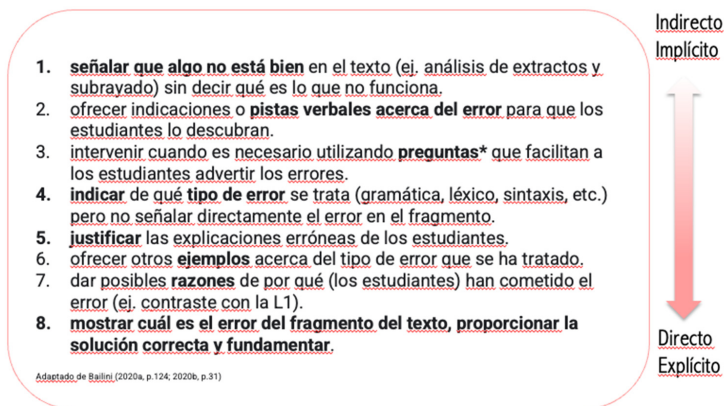 Indirecto
Implícito
1. señalar que algo no está bien en el texto (ej. análisis de extractos y
subrayado) sin decir qué es lo que no funciona.
2. ofrecer indicaciones o pistas verbales acerca del error para que los
estudiantes lo descubran.
3. intervenir cuando es necesario utilizando preguntas* que facilitan a
los estudiantes advertir los errores.
4. indicar de qué tipo de error se trata (gramática, léxico, sintaxis, etc.)
pero no señalar directamente el error en el fragmento.
5. justificar las explicaciones erróneas de los estudiantes.
6. ofrecer otros ejemplos acerca del tipo de error que se ha tratado.
7. dar posibles razones de por qué (los estudiantes) han cometido el
error (ej. contraste con la L1).
8. mostrar cuál es el error del fragmento del texto, proporcionar la
solución correcta y fundamentar.
Directo
Explícito
Adaptado de Bailini (2020a, p.124; 2020b, p.31)